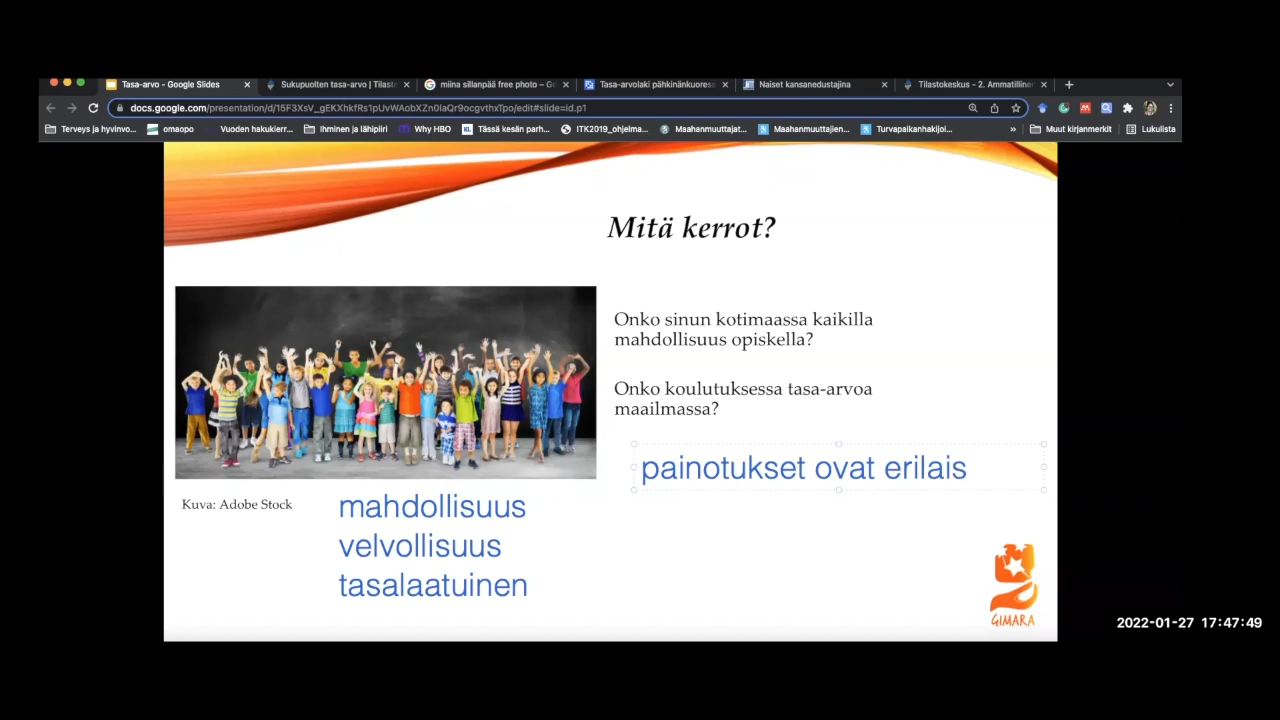 Tasa-arvo - Google Slides
Sukupuolten tasa-arvo | Tilast
miina sillanpää free photo – Go
Tasa-arvolaki pähkinänkuores
Naiset kansanedustajina
Tilastokeskus - 2. Ammatilline
docs.google.com/presentation/d/15F3XsV_gEKXhkfRs1pUvWAobXZn0IaQr9ocgvthxTpo/edit#slide=id.p1
Terveys ja hyvinvo...
omaopo
Vuoden hakukierr...
Ihminen ja lähipiiri
Why HBO
Tässä kesän parh...
ITK2019_ohjelma...
Maahanmuuttajat...
Maahanmuuttajien...
Turvapaikanhakijoi...
»
Muut kirjanmerkit
Lukulista
Mitä kerrot?
Onko sinun kotimaassa kaikilla
mahdollisuus opiskella?
Onko koulutuksessa tasa-arvoa
maailmassa?
painotukset ovat erilais
Kuva: Adobe Stock
mahdollisuus
velvollisuus
tasalaatuinen
GIMARA
2022-01-27 17:47:49